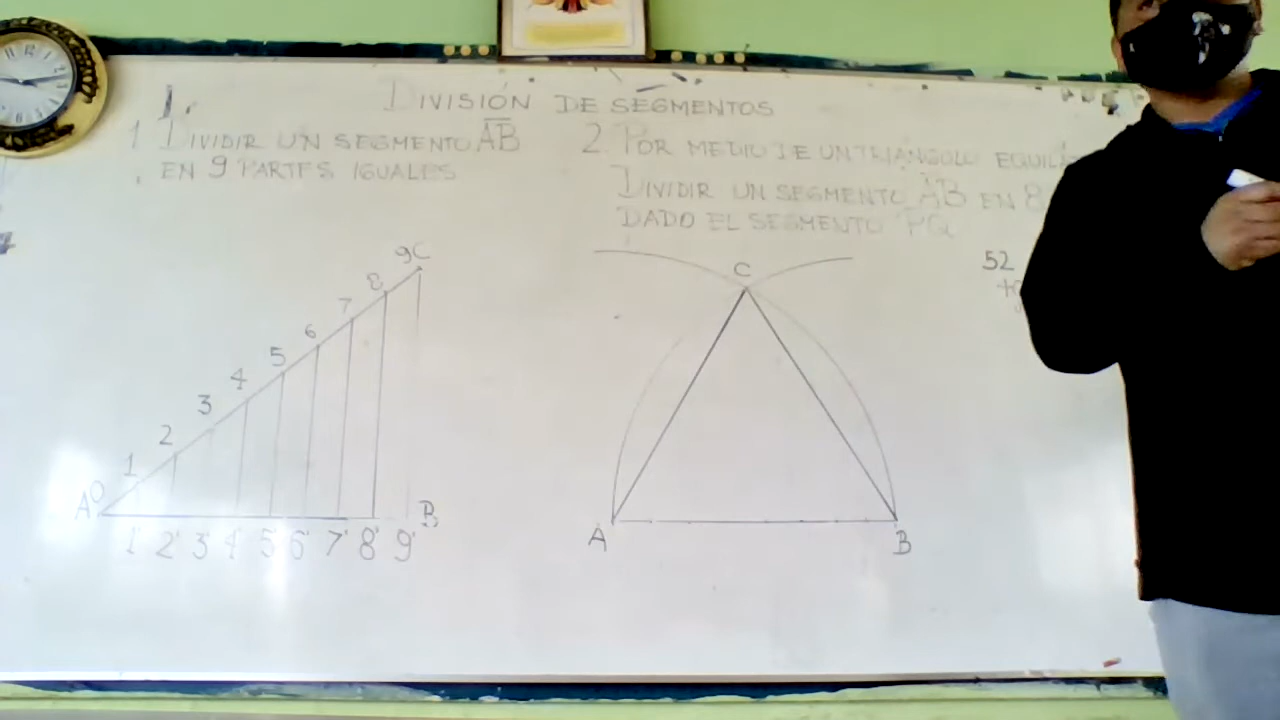 DIVISIÓN DE SEGMENTOS
1. DIVIDIR UN SEGMENTO AB
EN 9 PARTES IGUALES
2. POR MEDIO DE UN TRIANGULO
DIVIDIR UN SEGMENTO AB EN 8
DADO EL SEGMENTO PQ
9C
8
7
6
5
4
3
2
1
A 0
B
1' 2' 3' 4' 5' 6' 7' 8' 9'
C
A
B
52